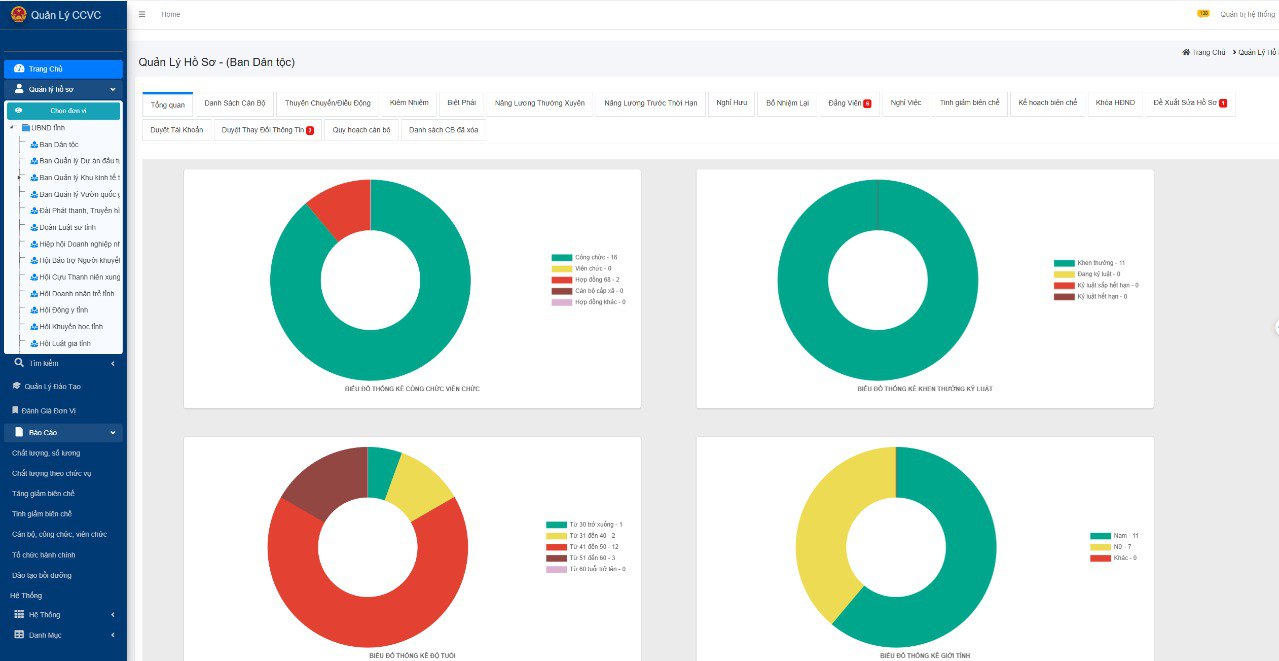 Quản Lý CCVC
Home
Quản trị hệ thống
Quản Lý Hồ Sơ - (Ban Dân tộc)
Trang Chủ
Quản Lý Hồ
Trang Chủ
Quản lý hồ sơ
Chọn đơn vị
UBND tỉnh
Ban Dân tộc
Ban Quản lý Dự án đầu
Ban Quản lý Khu kinh tế
Ban Quản lý Vườn quốc
Đài Phát thanh, Truyền
Đoàn Luật sư tỉnh
Hiệp hội Doanh nghiệp
Hội Bảo trợ Người khuyết
Hội Cựu Thanh niên xung
Hội Doanh nhân trẻ tỉnh
Hội Đông y tỉnh
Hội Khuyến học tỉnh
Hội Luật gia tỉnh
Tìm kiếm
Quản Lý Đào Tạo
Đánh Giá Đơn Vị
Báo Cáo
Chất lượng, số lượng
Chất lượng theo chức vụ
Tăng giảm biên chế
Tinh giảm biên chế
Cán bộ, công chức, viên chức
Tổ chức hành chính
Đào tạo bồi dưỡng
Hệ Thống
Hệ Thống
Danh Mục
Tổng quan
Danh Sách Cán Bộ
Thuyên Chuyển/Điều Động
Kiêm Nhiệm
Biệt Phái
Nâng Lương Thường Xuyên
Nâng Lương Trước Thời Hạn
Nghỉ Hưu
Bổ Nhiệm Lại
Đảng Viên 6
Nghỉ Việc
Tinh giảm biên chế
Kế hoạch biên chế
Khóa HĐND
Đề Xuất Sửa Hồ Sơ 1
Duyệt Tài Khoản
Duyệt Thay Đổi Thông Tin 2
Quy hoạch cán bộ
Danh sách CB đã xóa
Công chức - 16
Viên chức - 0
Hợp đồng 68 - 2
Cán bộ cấp xã - 0
Hợp đồng khác - 0
BIỂU ĐỒ THỐNG KÊ CÔNG CHỨC VIÊN CHỨC
Khen thưởng - 11
Đang kỷ luật - 0
Kỷ luật sắp hết hạn - 0
Kỷ luật hết hạn - 0
BIỂU ĐỒ THỐNG KÊ KHEN THƯỞNG KỶ LUẬT
Từ 30 trở xuống - 1
Từ 31 đến 40 - 2
Từ 41 đến 50 - 12
Từ 51 đến 60 - 3
Từ 60 tuổi trở lên - 0
BIỂU ĐỒ THỐNG KÊ ĐỘ TUỔI
Nam - 11
Nữ - 7
Khác - 0
BIỂU ĐỒ THỐNG KÊ GIỚI TÍNH